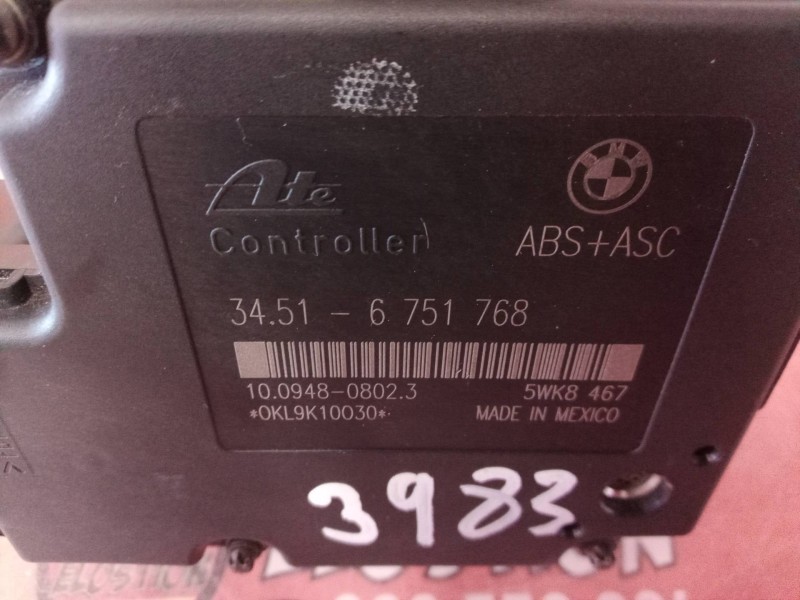 Ate
BMW
Controller
ABS+ASC
34.51 - 6 751 768
10.0948-0802.3
5WK8 467
*0KL9K10030*
MADE IN MEXICO
3983